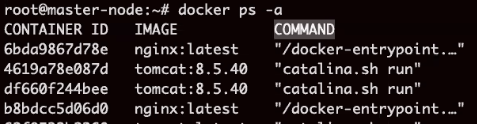 root@master-node:~# docker ps -a
CONTAINER ID IMAGE COMMAND
6bda9867d78e nginx:latest "/docker-entrypoint.…"
4619a78e087d tomcat:8.5.40 "catalina.sh run"
df660f244bee tomcat:8.5.40 "catalina.sh run"
b8bdcc5d06d0 nginx:latest "/docker-entrypoint.…"